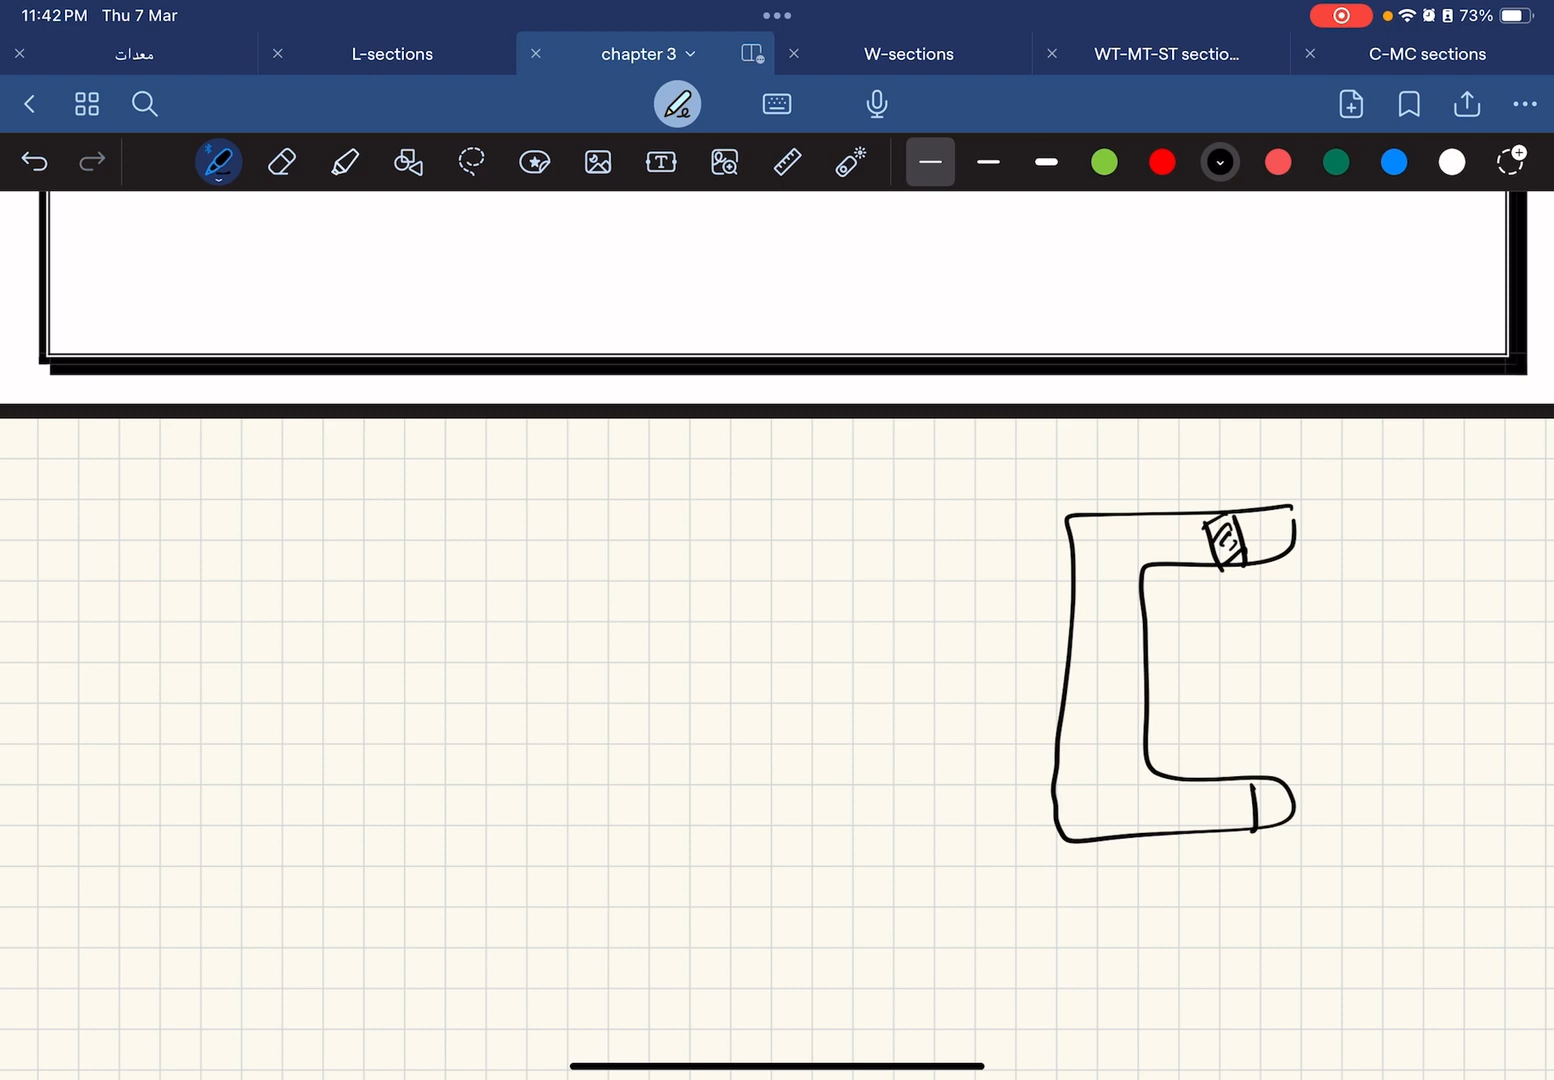 11:42 PM Thu 7 Mar
73%
معدات
L-sections
chapter 3
W-sections
WT-MT-ST sectio...
C-MC sections
T